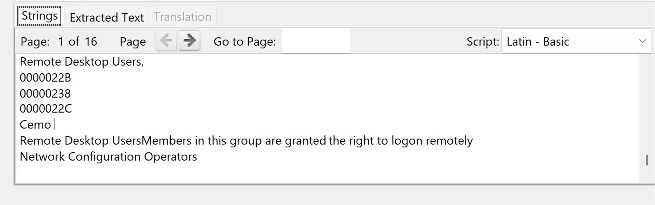 Strings Extracted Text Translation
Page: 1 of 16 Page Go to Page: Script: Latin - Basic
Remote Desktop Users,
0000022B
00000238
0000022C
Cemo|
Remote Desktop UsersMembers in this group are granted the right to logon remotely
Network Configuration Operators